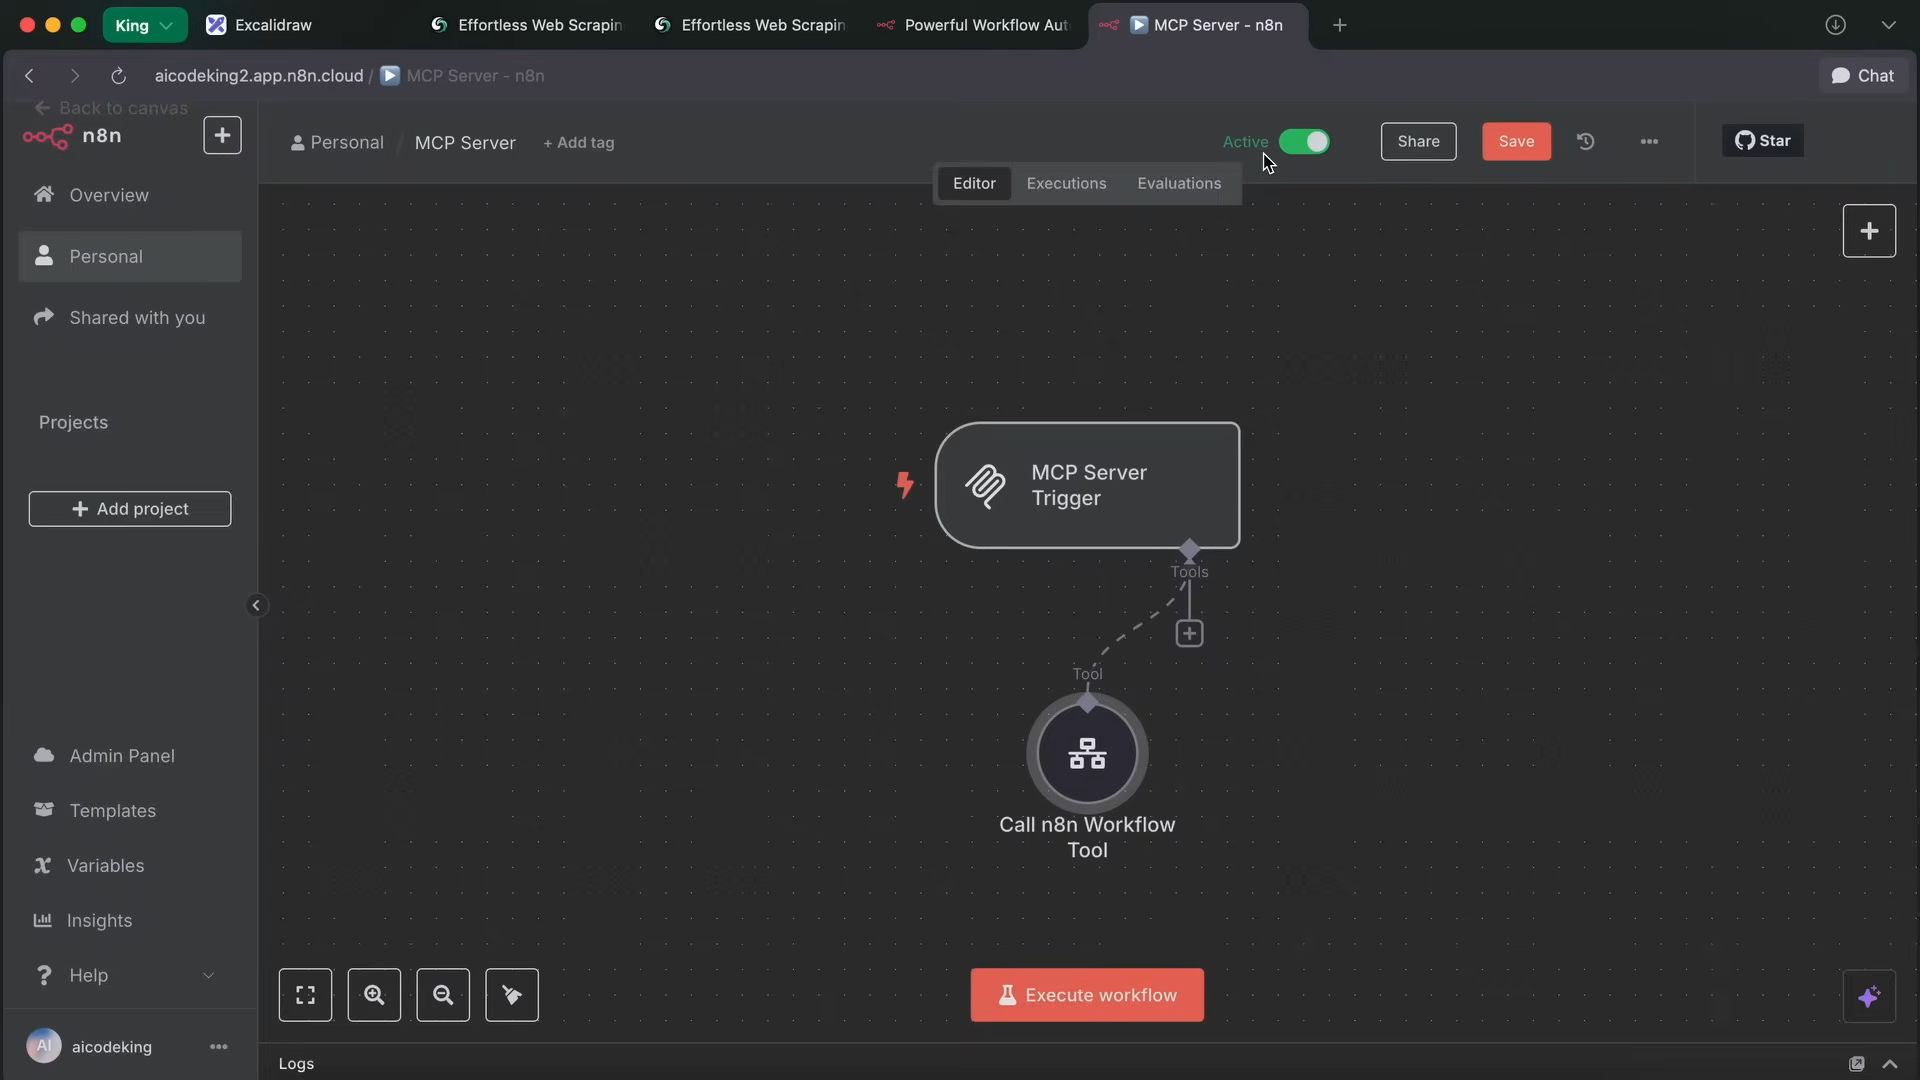 King
Excalidraw
Effortless Web Scrapin
Effortless Web Scrapin
Powerful Workflow Aut
MCP Server - n8n
aicodeking2.app.n8n.cloud / MCP Server - n8n
Chat
Back to canvas
n8n
Personal / MCP Server + Add tag
Active
Share
Save
Star
Editor
Executions
Evaluations
Overview
Personal
Shared with you
Projects
Add project
MCP Server
Trigger
Tools
Tool
Call n8n Workflow
Tool
Admin Panel
Templates
Variables
Insights
Help
Execute workflow
AI
aicodeking
Logs